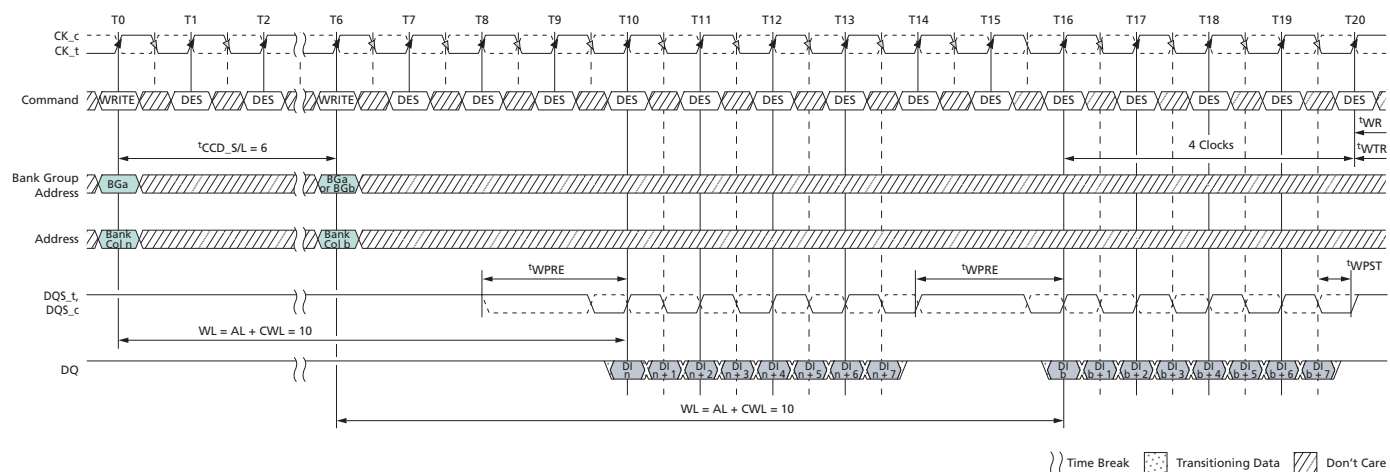 T0 T1 T2 T6 T7 T8 T9 T10 T11 T12 T13 T14 T15 T16 T17 T18 T19 T20
CK_c
CK_t
Command WRITE DES DES WRITE DES DES DES DES DES DES DES DES DES DES DES DES DES DES
tWR
tCCD_S/L = 6 4 Clocks tWTR
Bank Group Address BGa BGa or BGb
Address Bank Col n Bank Col b
tWPRE tWPRE tWPST
DQS_t, DQS_c
WL = AL + CWL = 10
DQ DI n DI n + 1 DI n + 2 DI n + 3 DI n + 4 DI n + 5 DI n + 6 DI n + 7 DI b DI b + 1 DI b + 2 DI b + 3 DI b + 4 DI b + 5 DI b + 6 DI b + 7
WL = AL + CWL = 10
Time Break Transitioning Data Don't Care